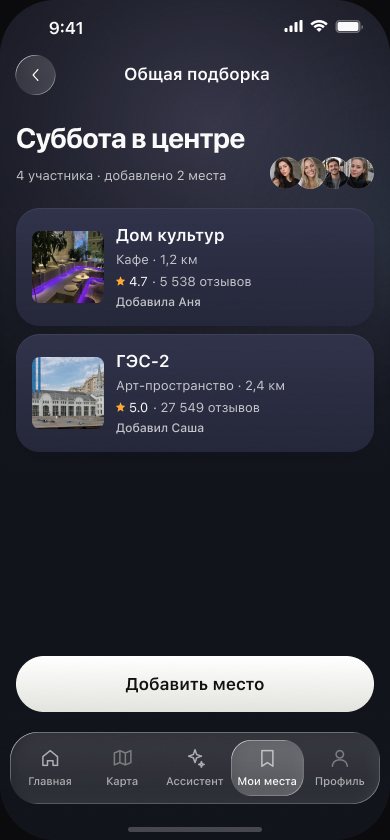 9:41
Общая подборка
Суббота в центре
4 участника · добавлено 2 места
Дом культур
Кафе · 1,2 км
4.7 · 5 538 отзывов
Добавила Аня
ГЭС-2
Арт-пространство · 2,4 км
5.0 · 27 549 отзывов
Добавил Саша
Добавить место
Главная Карта Ассистент Мои места Профиль